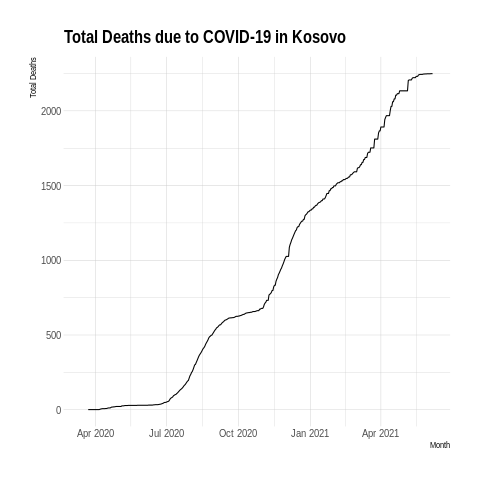 Total Deaths due to COVID-19 in Kosovo
Total Deaths
2000
1500
1000
500
0
Apr 2020 Jul 2020 Oct 2020 Jan 2021 Apr 2021
Month